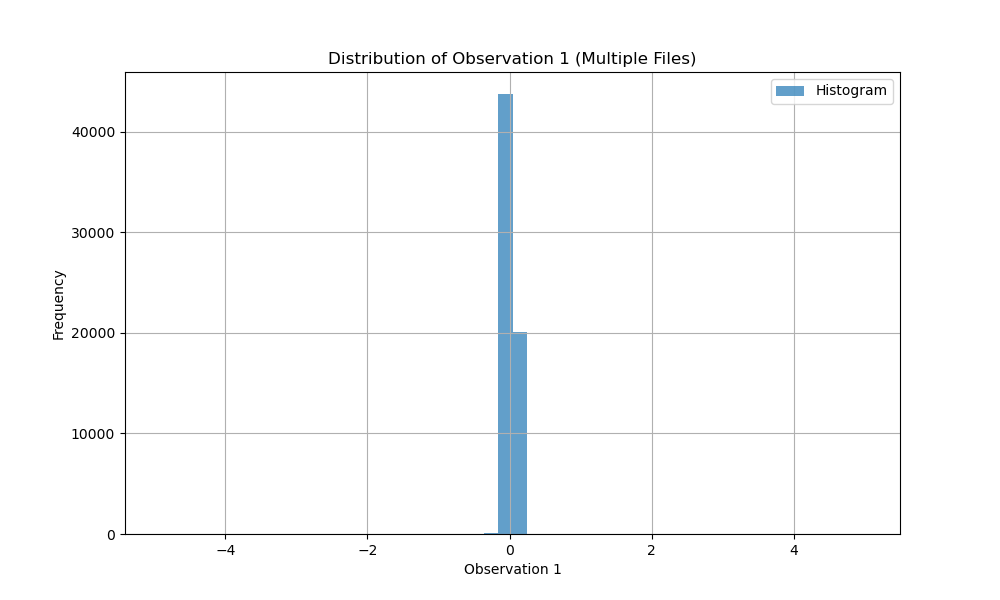 Distribution of Observation 1 (Multiple Files)
Histogram
40000
30000
20000
10000
0
Frequency
−4
−2
0
2
4
Observation 1